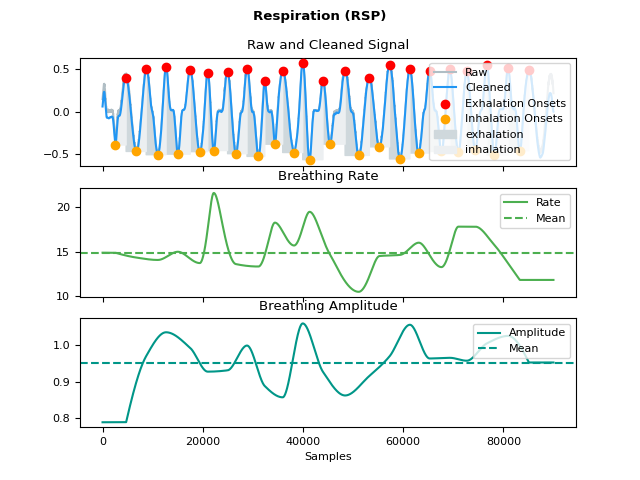 Respiration (RSP)
Raw and Cleaned Signal
0.5
0.0
−0.5
Raw
Cleaned
Exhalation Onsets
Inhalation Onsets
exhalation
inhalation
Breathing Rate
20
15
10
Rate
Mean
Breathing Amplitude
1.0
0.9
0.8
Amplitude
Mean
0 20000 40000 60000 80000
Samples